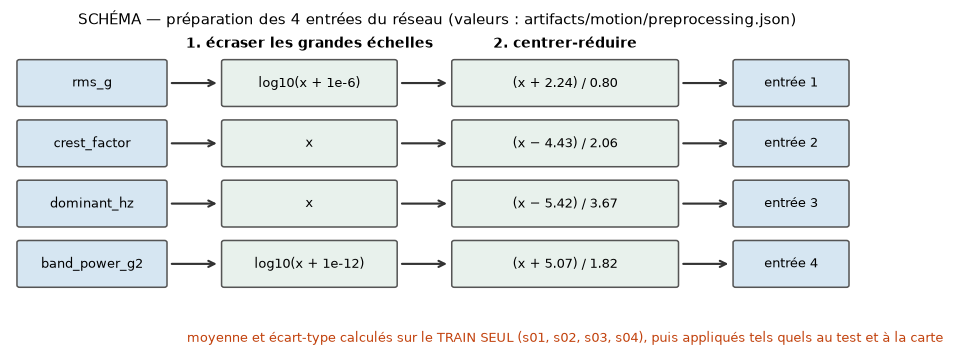 SCHÉMA — préparation des 4 entrées du réseau (valeurs : artifacts/motion/preprocessing.json)
1. écraser les grandes échelles 2. centrer-réduire
rms_g log10(x + 1e-6) (x + 2.24) / 0.80 entrée 1
crest_factor x (x − 4.43) / 2.06 entrée 2
dominant_hz x (x − 5.42) / 3.67 entrée 3
band_power_g2 log10(x + 1e-12) (x + 5.07) / 1.82 entrée 4
moyenne et écart-type calculés sur le TRAIN SEUL (s01, s02, s03, s04), puis appliqués tels quels au test et à la carte